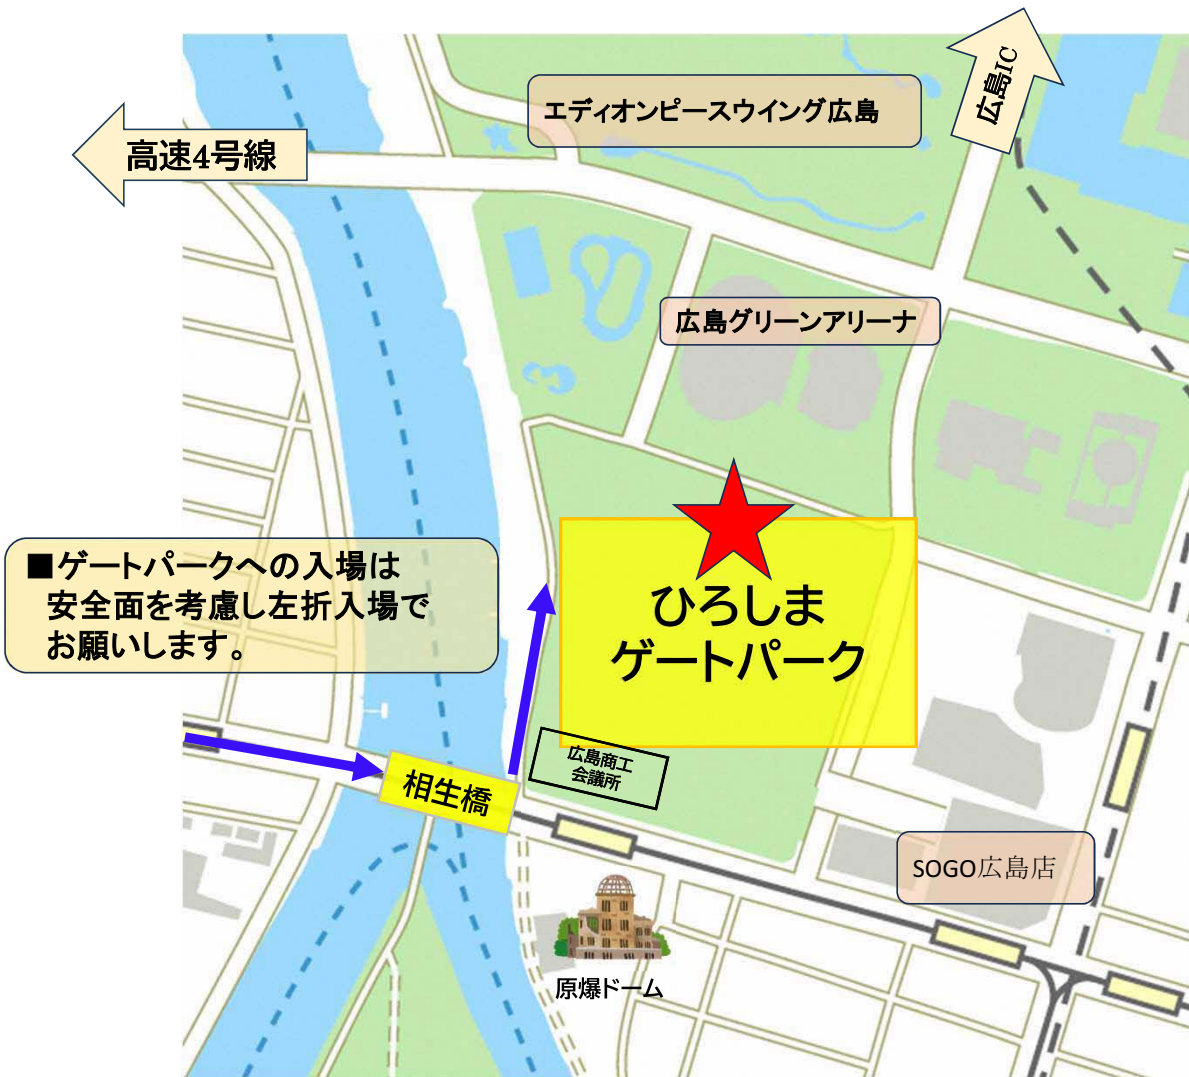 広島IC
エディオンピースウイング広島
高速4号線
広島グリーンアリーナ
■ゲートパークへの入場は
安全面を考慮し左折入場で
お願いします。
ひろしま
ゲートパーク
広島商工
会議所
相生橋
SOGO広島店
原爆ドーム